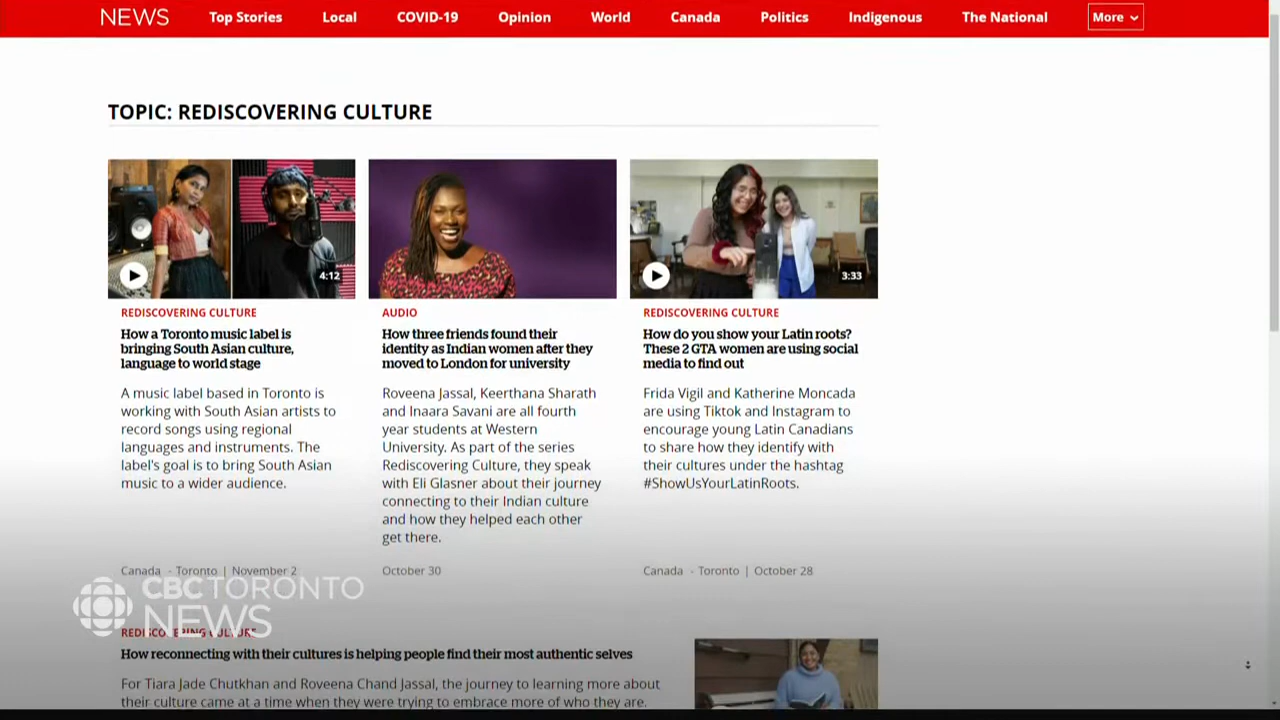 NEWS
Top Stories
Local
COVID-19
Opinion
World
Canada
Politics
Indigenous
The National
More
TOPIC: REDISCOVERING CULTURE
4:12
REDISCOVERING CULTURE
How a Toronto music label is
bringing South Asian culture,
language to world stage
A music label based in Toronto is
working with South Asian artists to
record songs using regional
languages and instruments. The
label's goal is to bring South Asian
music to a wider audience.
Canada - Toronto | November 2
AUDIO
How three friends found their
identity as Indian women after they
moved to London for university
Roveena Jassal, Keerthana Sharath
and Inaara Savani are all fourth
year students at Western
University. As part of the series
Rediscovering Culture, they speak
with Eli Glasner about their journey
connecting to their Indian culture
and how they helped each other
get there.
October 30
3:33
REDISCOVERING CULTURE
How do you show your Latin roots?
These 2 GTA women are using social
media to find out
Frida Vigil and Katherine Moncada
are using Tiktok and Instagram to
encourage young Latin Canadians
to share how they identify with
their cultures under the hashtag
#ShowUsYourLatinRoots.
Canada - Toronto | October 28
CBC TORONTO
NEWS
REDISCOVERING CULTURE
How reconnecting with their cultures is helping people find their most authentic selves
For Tiara Jade Chutkhan and Roveena Chand Jassal, the journey to learning more about
their culture came at a time when they were trying to embrace more of who they are.